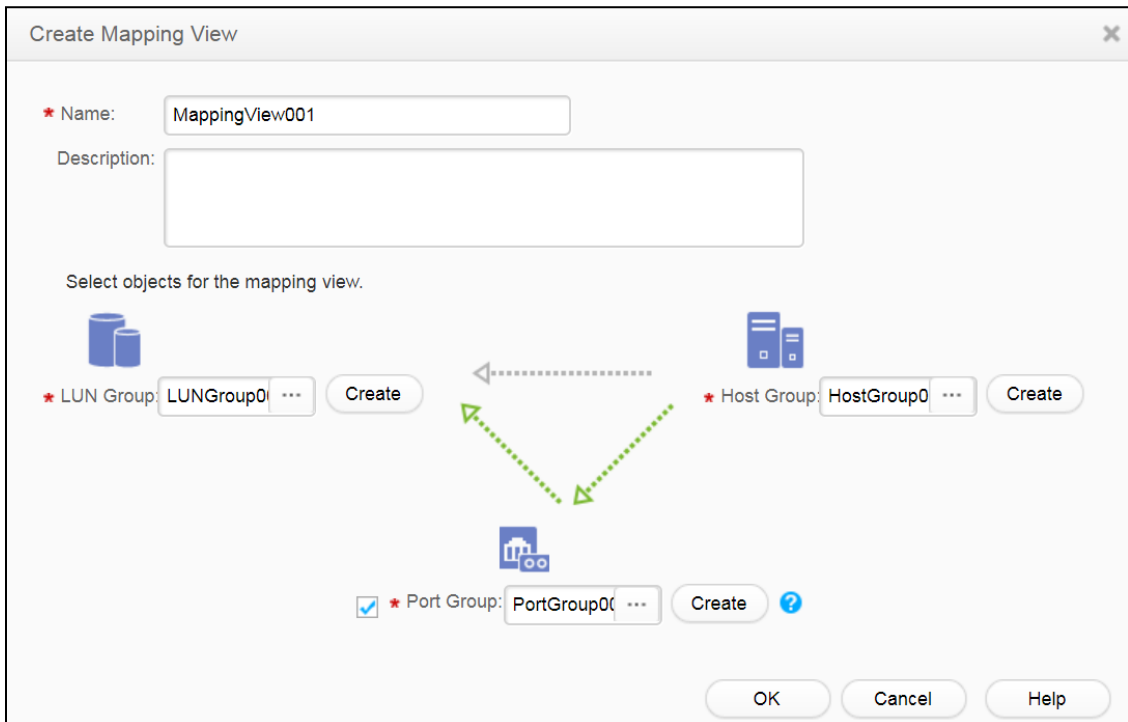 Create Mapping View
* Name: MappingView001
Description:
Select objects for the mapping view.
* LUN Group: LUNGroup0 ... Create
* Host Group: HostGroup0 ... Create
* Port Group: PortGroup00 ... Create ?
OK Cancel Help